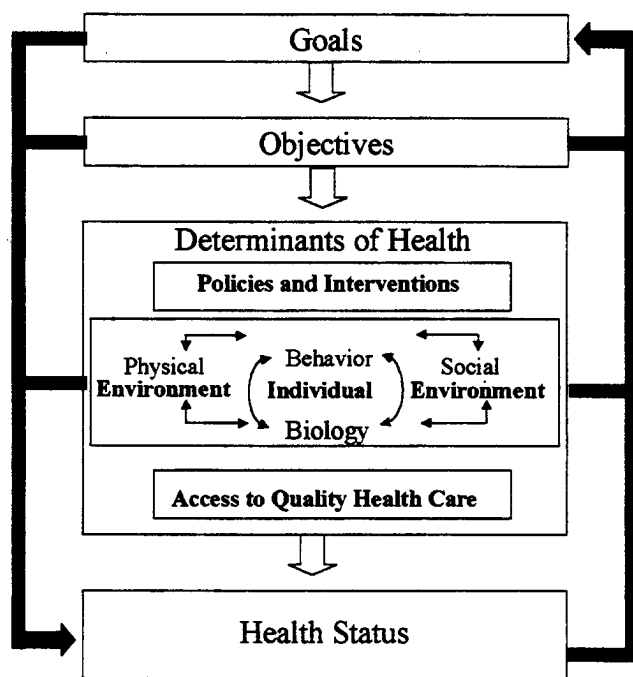 Goals
Objectives
Determinants of Health
Policies and Interventions
Physical
Environment
Behavior
Individual
Biology
Social
Environment
Access to Quality Health Care
Health Status